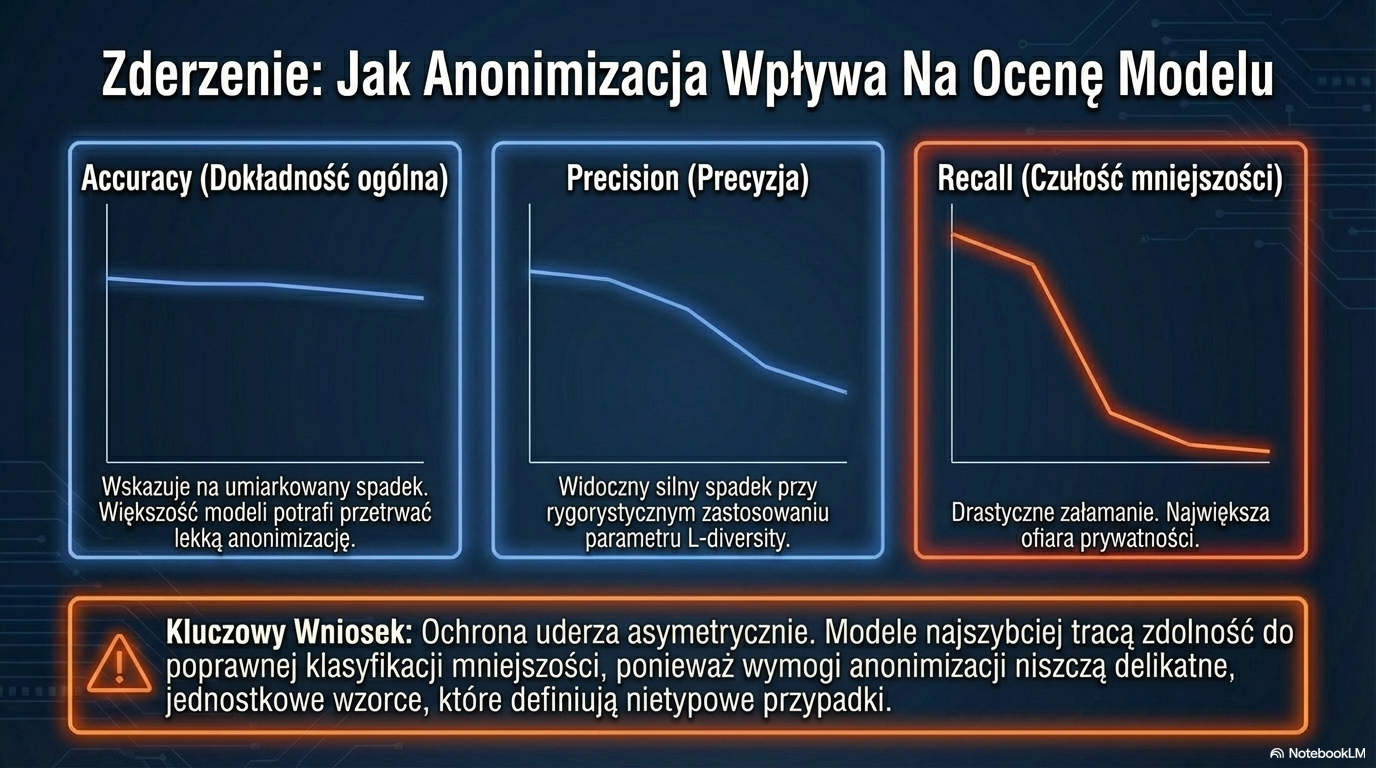 Zderzenie: Jak Anonimizacja Wpływa Na Ocenę Modelu
Accuracy (Dokładność ogólna)
Wskazuje na umiarkowany spadek.
Większość modeli potrafi przetrwać
lekką anonimizację.
Precision (Precyzja)
Widoczny silny spadek przy
rygorystycznym zastosowaniu
parametru L-diversity.
Recall (Czułość mniejszości)
Drastyczne załamanie. Największa
ofiara prywatności.
Kluczowy Wniosek: Ochrona uderza asymetrycznie. Modele najszybciej tracą zdolność do
poprawnej klasyfikacji mniejszości, ponieważ wymogi anonimizacji niszczą delikatne,
jednostkowe wzorce, które definiują nietypowe przypadki.
NotebookLM